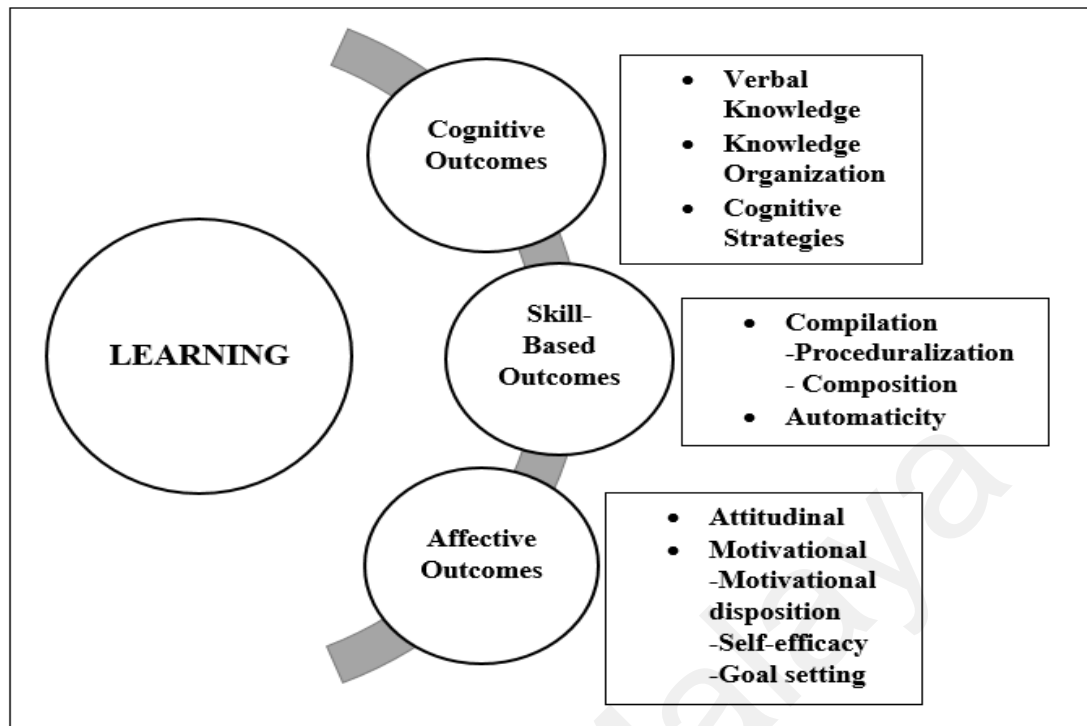 Cognitive
Outcomes
• Verbal
Knowledge
• Knowledge
Organization
• Cognitive
Strategies
LEARNING
Skill-
Based
Outcomes
• Compilation
-Proceduralization
- Composition
• Automaticity
Affective
Outcomes
• Attitudinal
• Motivational
-Motivational
disposition
-Self-efficacy
-Goal setting
alaya